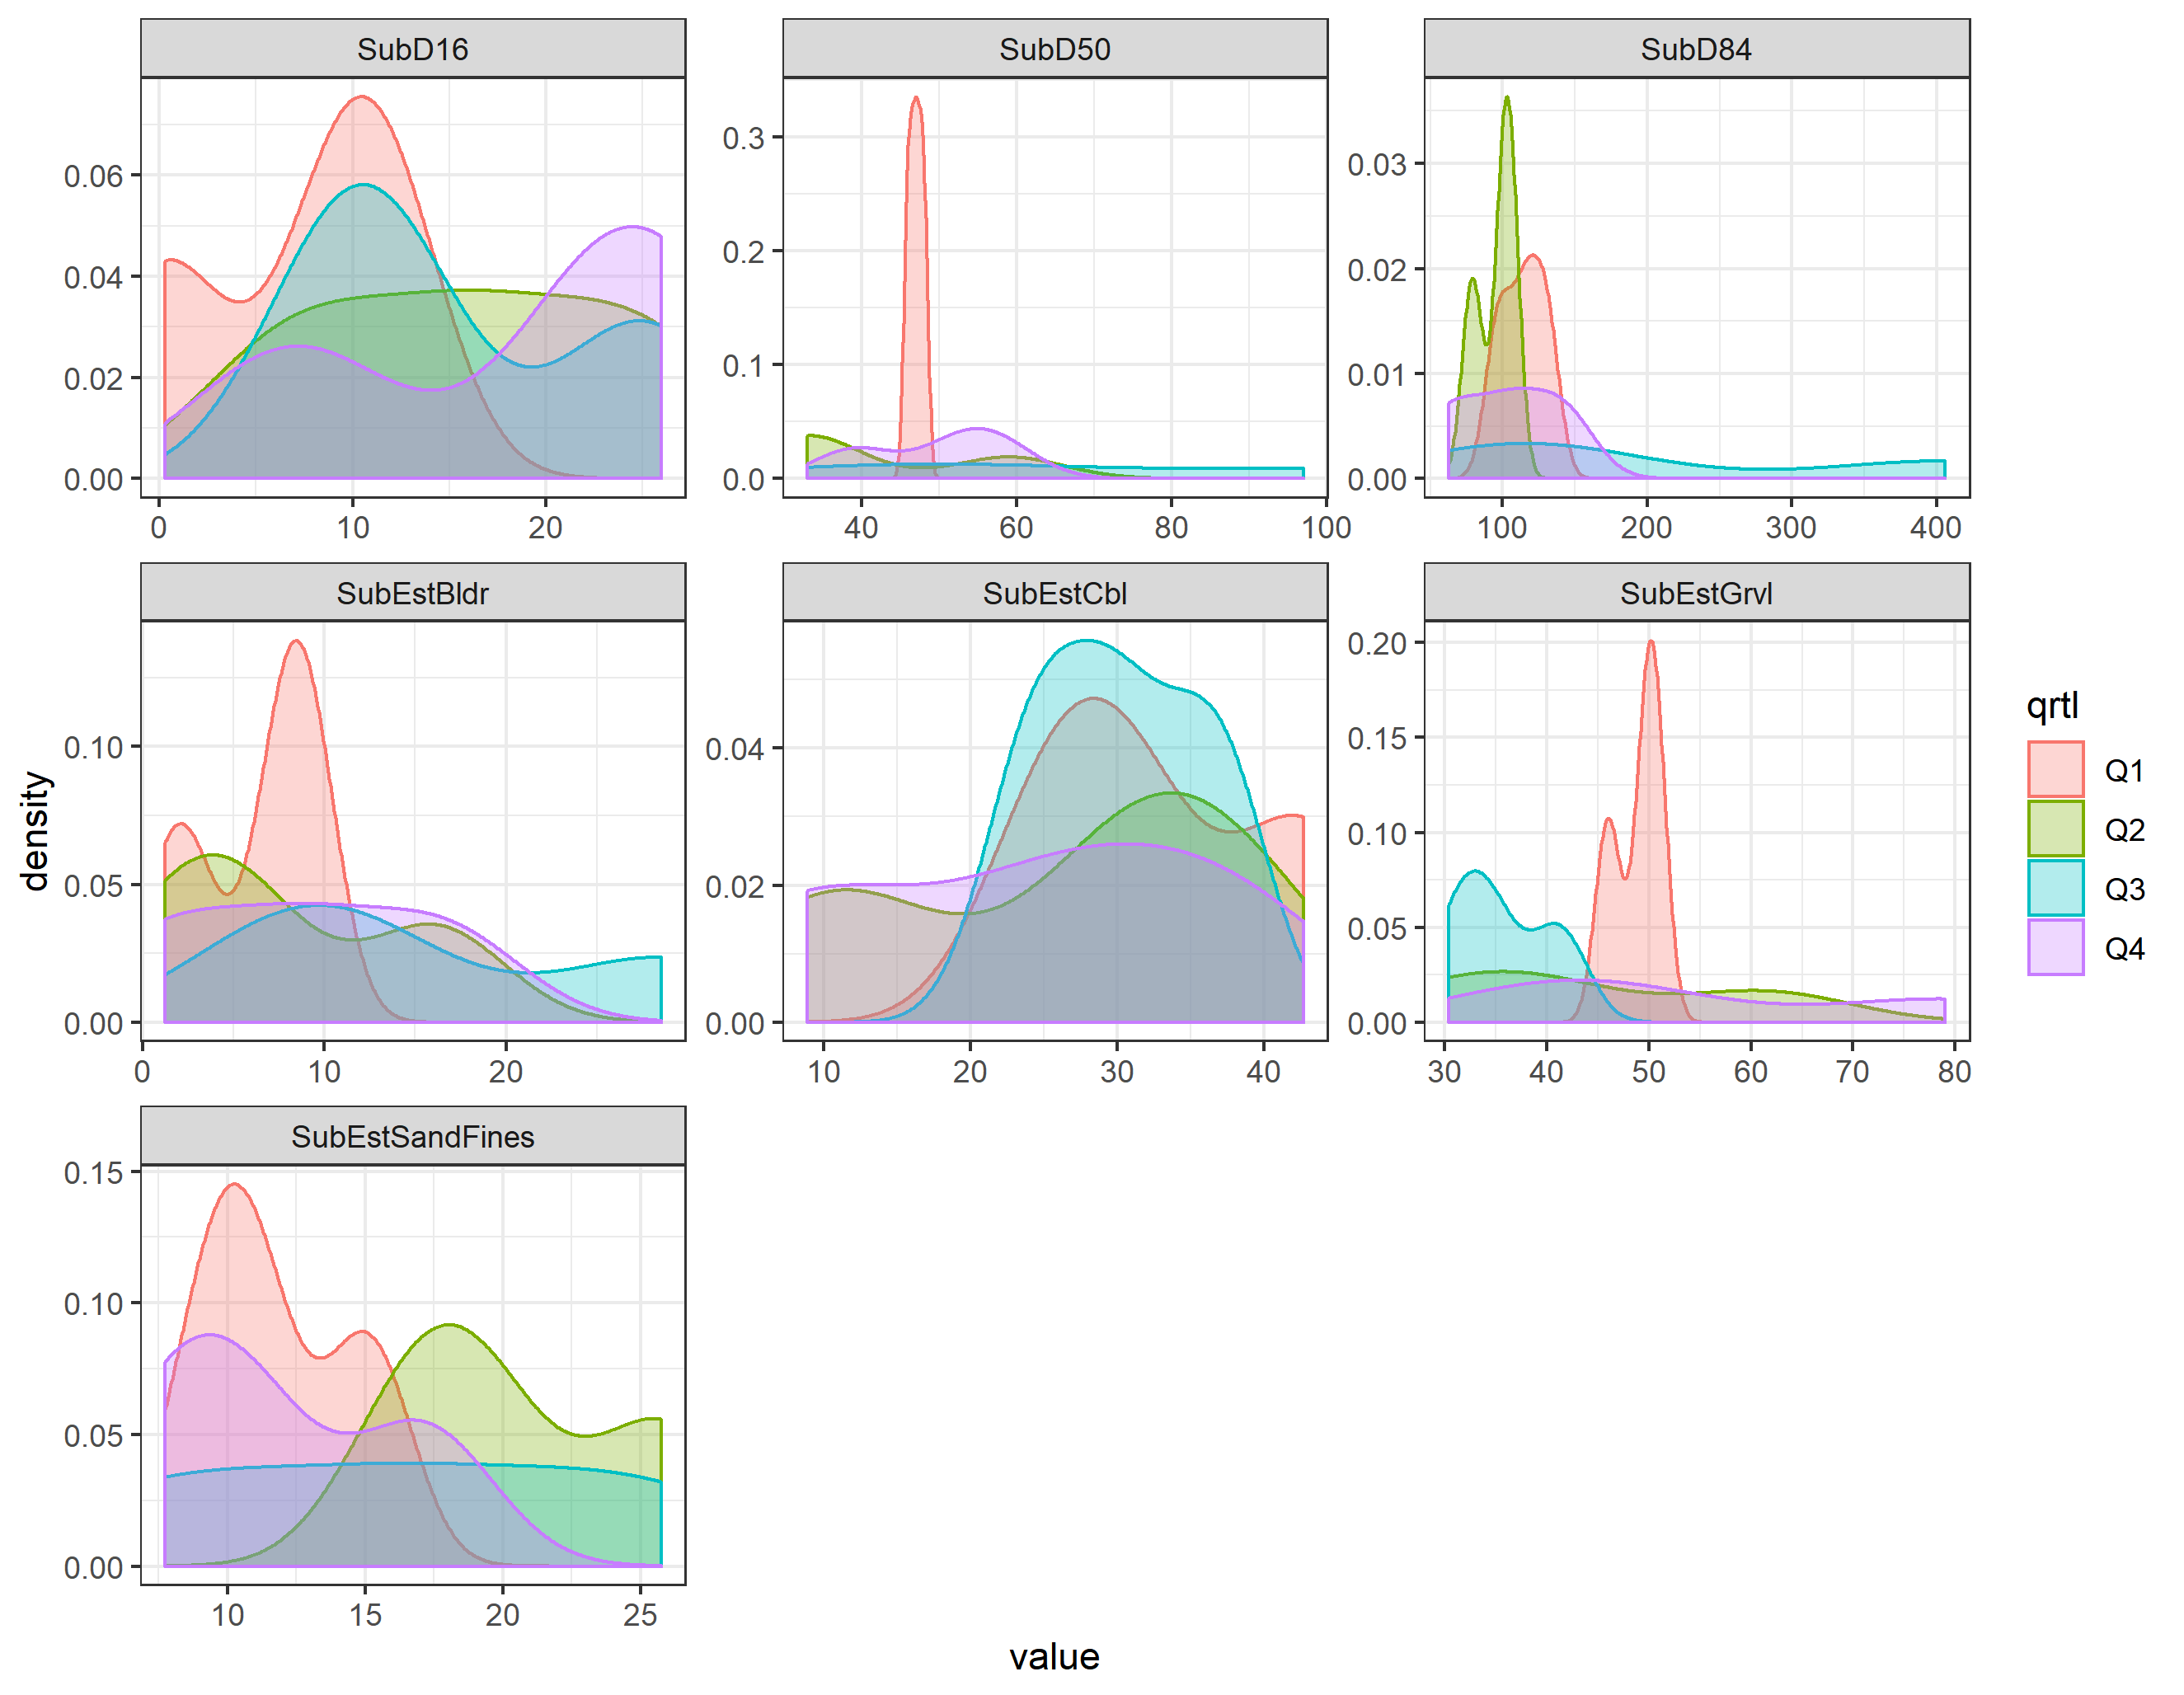 SubD16 SubD50 SubD84
0.06 0.3 0.03
0.04 0.2 0.02
0.02 0.1 0.01
0.00 0.0 0.00
0 10 20 40 60 80 100 100 200 300 400
SubEstBldr SubEstCbl SubEstGrvl
0.10 0.04 0.20
0.05 0.02 0.15
0.00 0.00 0.10
0.05
0.00
0 10 20 10 20 30 40 30 40 50 60 70 80
density
qrtl
Q1
Q2
Q3
Q4
SubEstSandFines
0.15
0.10
0.05
0.00
10 15 20 25
value